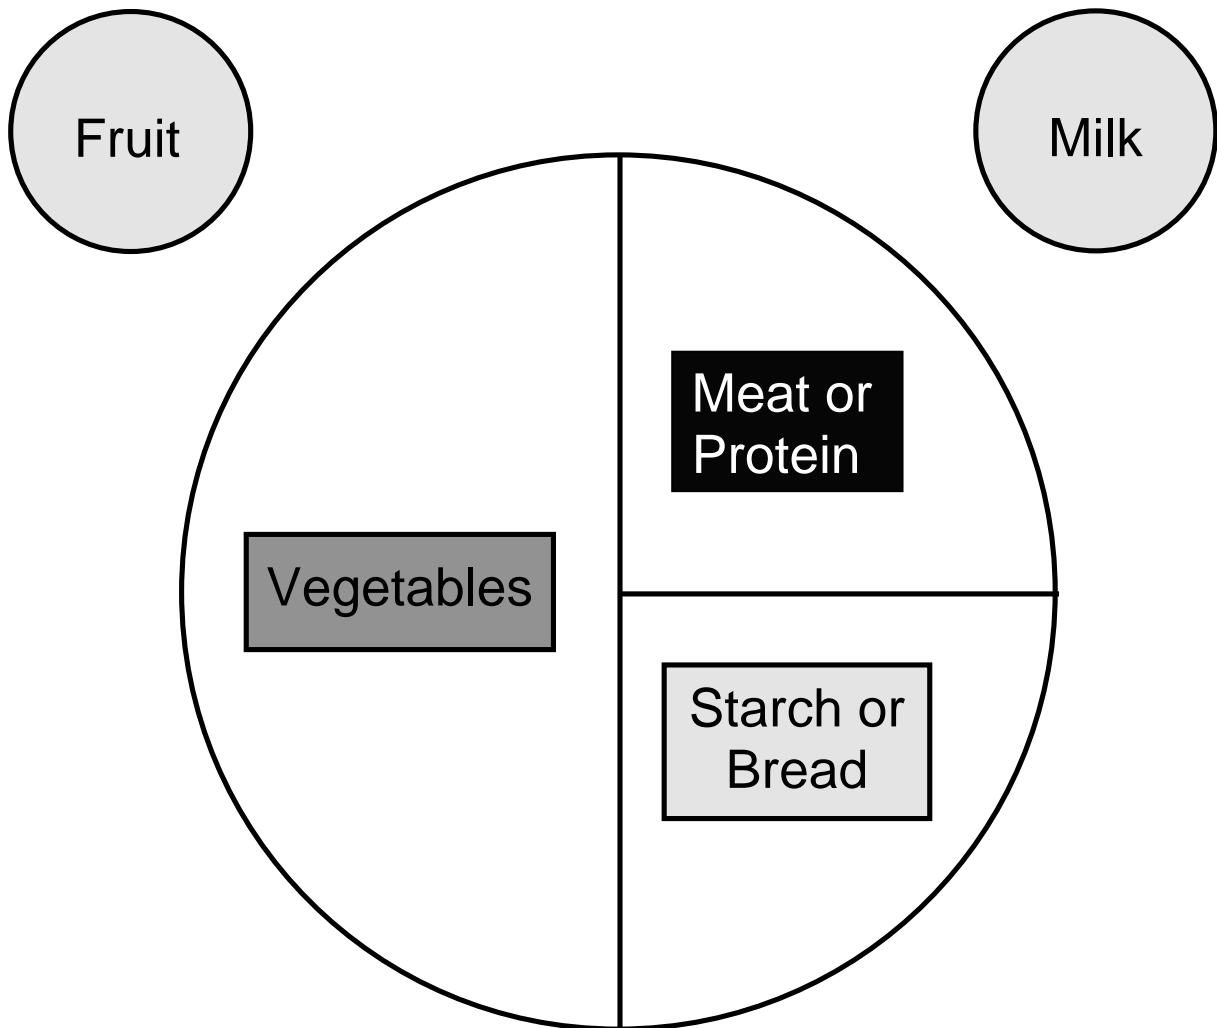 Fruit
Milk
Meat or
Protein
Vegetables
Starch or
Bread